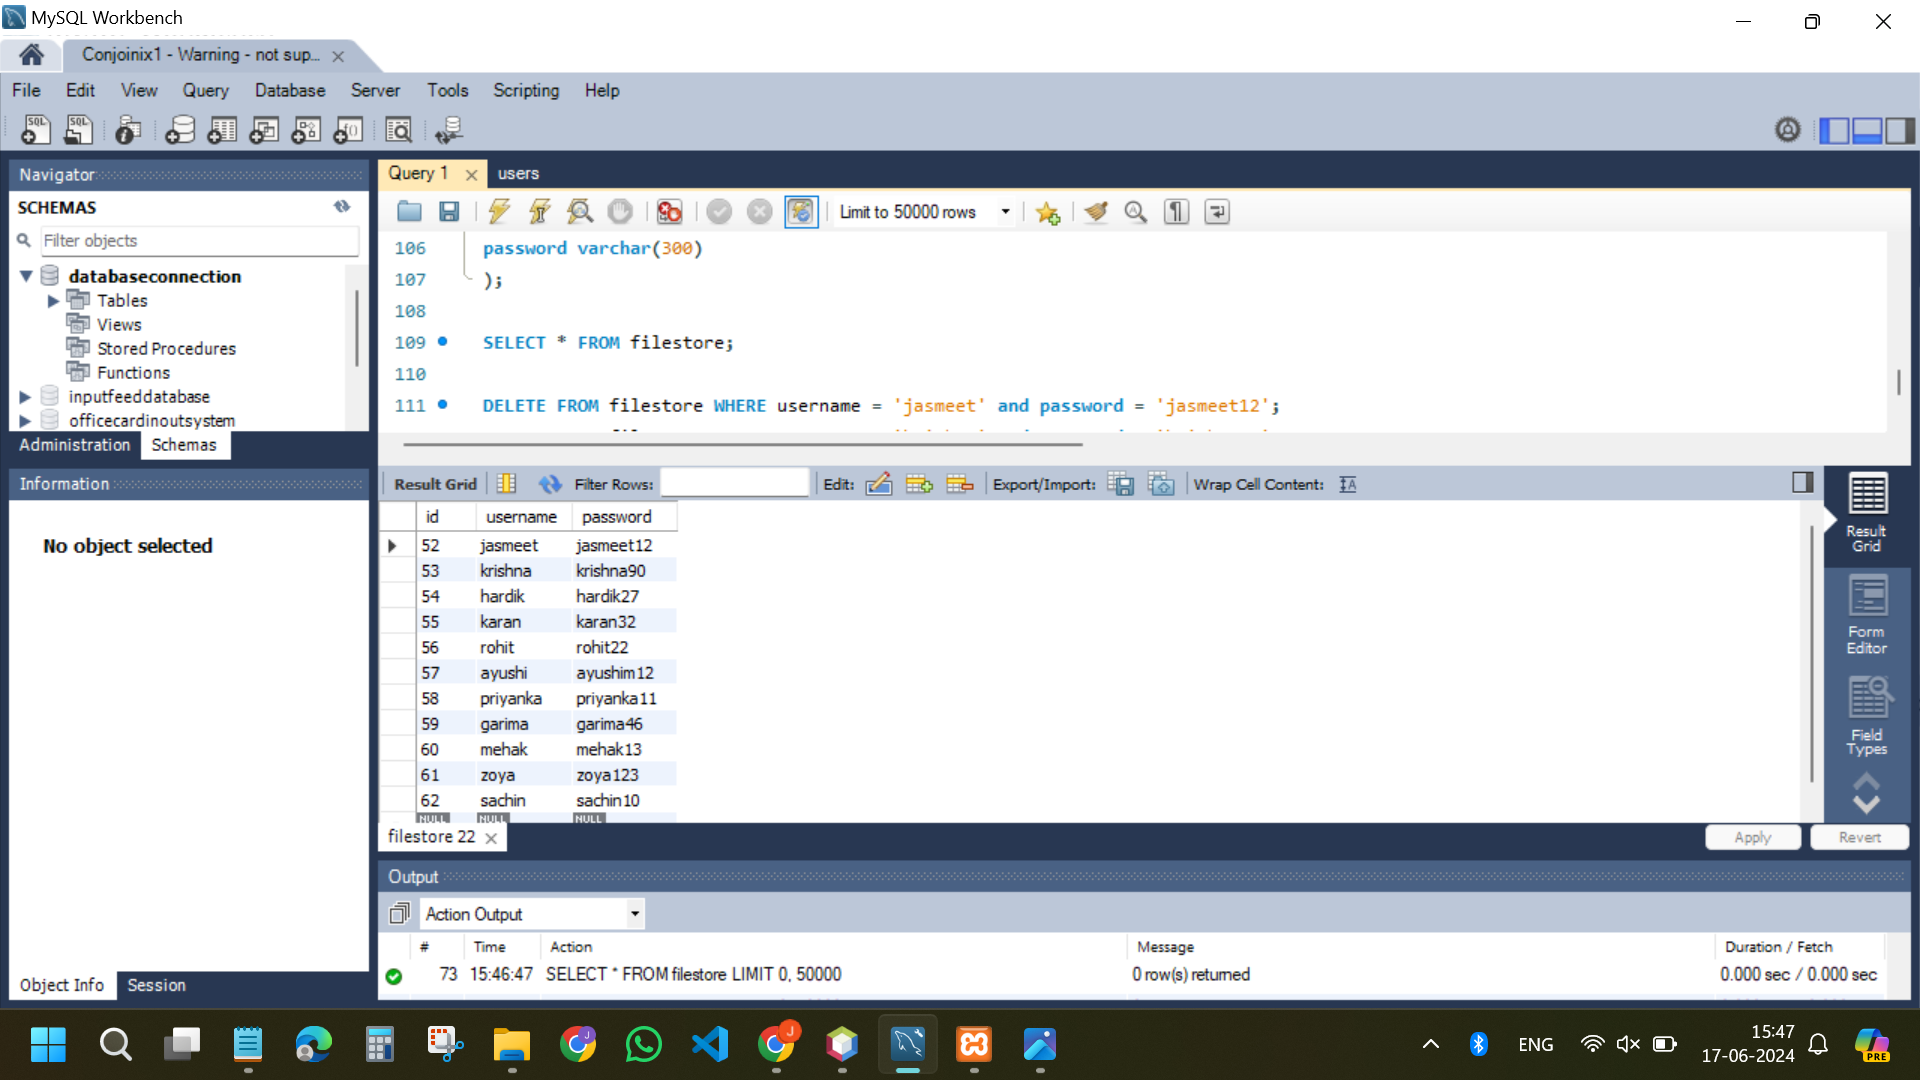 MySQL Workbench
Conjoinix1 - Warning - not sup...
File Edit View Query Database Server Tools Scripting Help
SQL SQL
Navigator
SCHEMAS
Filter objects
databaseconnection
Tables
Views
Stored Procedures
Functions
inputfeeddatabase
officecardinoutsystem
Administration Schemas
Information
No object selected
Object Info Session
Query 1 users
Limit to 50000 rows
106 password varchar(300)
107 );
108
109 SELECT * FROM filestore;
110
111 DELETE FROM filestore WHERE username = 'jasmeet' and password = 'jasmeet12';
Result Grid Filter Rows: Edit: Export/Import: Wrap Cell Content:
id username password
52 jasmeet jasmeet12
53 krishna krishna90
54 hardik hardik27
55 karan karan32
56 rohit rohit22
57 ayushi ayushim12
58 priyanka priyanka11
59 garima garima46
60 mehak mehak13
61 zoya zoya123
62 sachin sachin10
NULL NULL NULL
Result
Grid
Form
Editor
Field
Types
filestore 22
Apply Revert
Output
Action Output
# Time Action Message Duration / Fetch
73 15:46:47 SELECT * FROM filestore LIMIT 0, 50000 0 row(s) returned 0.000 sec / 0.000 sec
J J
ENG
15:47
17-06-2024
PRE